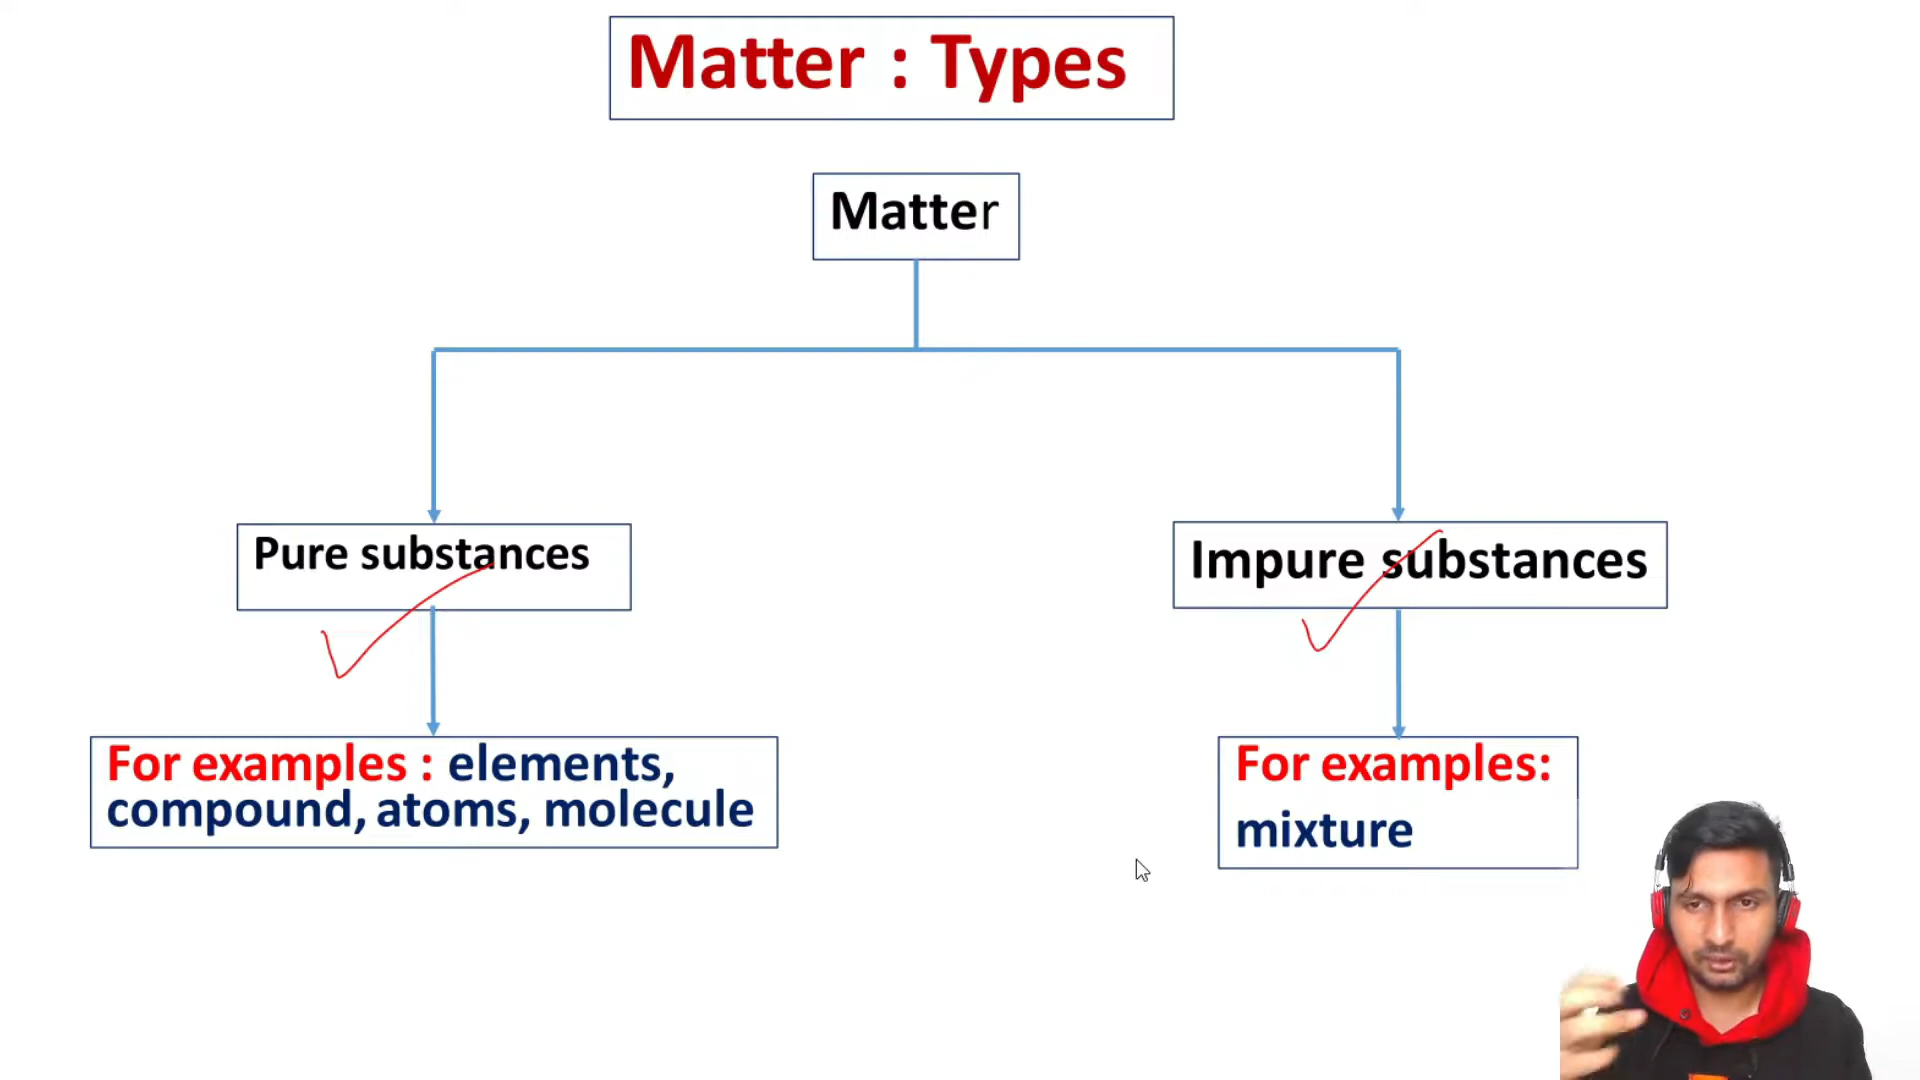 Matter : Types
Matter
Pure substances
Impure substances
For examples : elements,
compound, atoms, molecule
For examples:
mixture